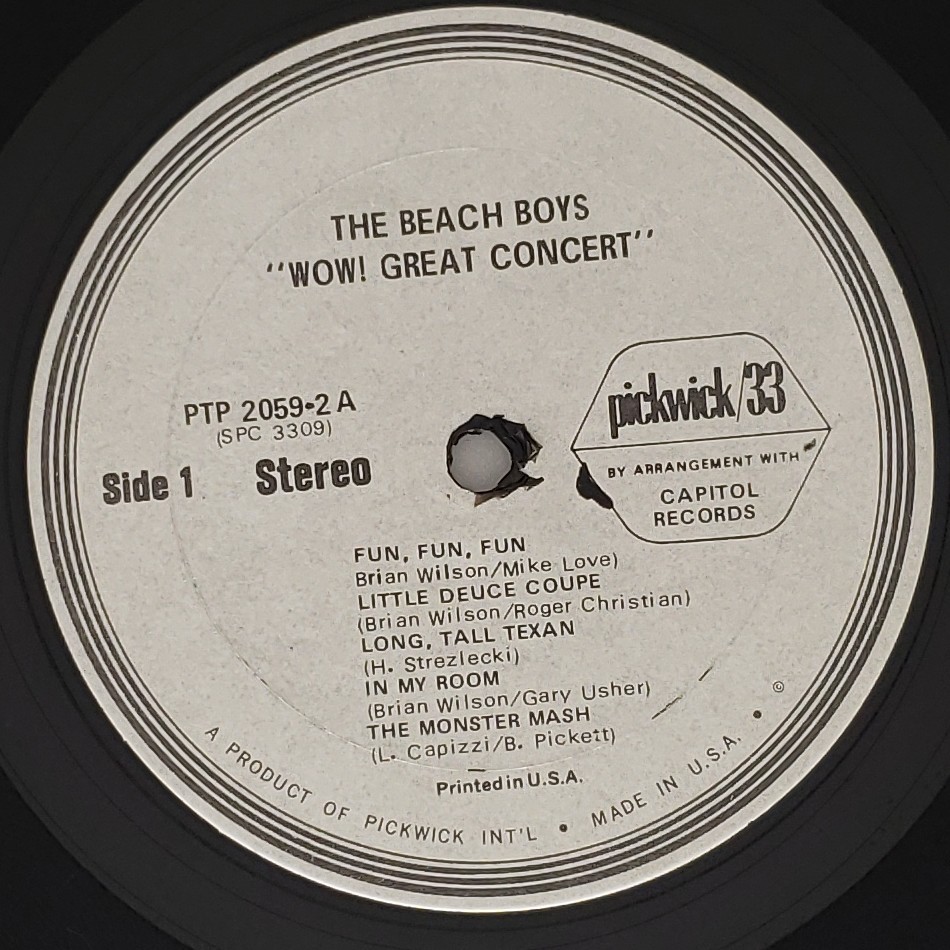 THE BEACH BOYS
"WOW! GREAT CONCERT"
pickwick/33
BY ARRANGEMENT WITH
CAPITOL
RECORDS
PTP 2059-2 A
(SPC 3309)
Side 1 Stereo
FUN, FUN, FUN
Brian Wilson/Mike Love)
LITTLE DEUCE COUPE
(Brian Wilson/Roger Christian)
LONG, TALL TEXAN
(H. Strezlecki)
IN MY ROOM
(Brian Wilson/Gary Usher)
THE MONSTER MASH
(L. Capizzi/B. Pickett)
Printed in U.S.A.
A PRODUCT OF PICKWICK INT'L • MADE IN U.S.A. • ©